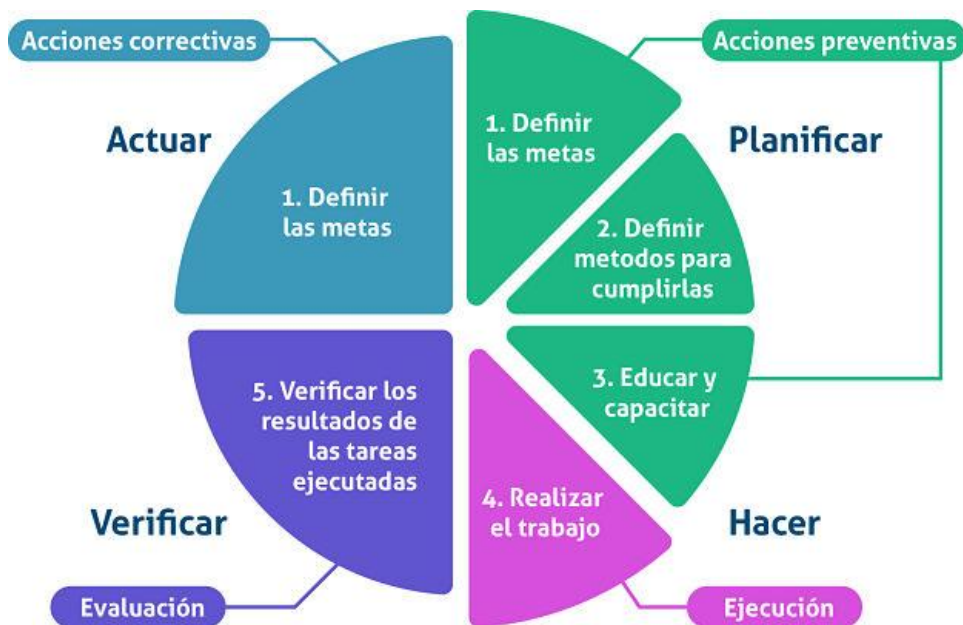 Acciones correctivas
Acciones preventivas
Actuar
Planificar
1. Definir
las metas
1. Definir
las metas
2. Definir
metodos para
cumplirlas
3. Educar y
capacitar
4. Realizar
el trabajo
5. Verificar los
resultados de
las tareas
ejecutadas
Verificar
Hacer
Evaluación
Ejecución